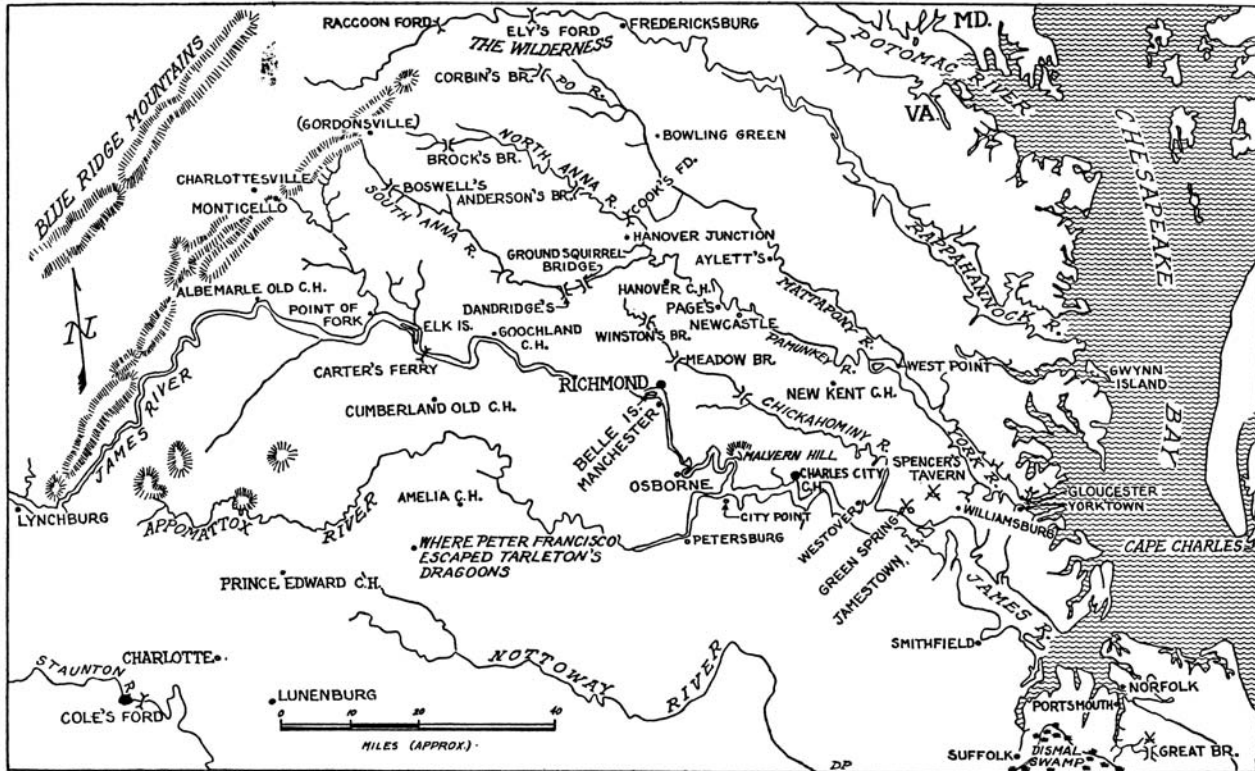 RACCOON FORD
ELY'S FORD
FREDERICKSBURG
MD.
THE WILDERNESS
POTOMAC RIVER
CORBIN'S BR.
PO R.
VA.
(GORDONSVILLE)
BOWLING GREEN
CHESAPEAKE
BAY
BLUE RIDGE MOUNTAINS
NORTH ANNA R.
BROCK'S BR.
CHARLOTTESVILLE
BOSWELL'S
ANDERSON'S BR.
COOK'S FD.
MONTICELLO
SOUTH ANNA R.
HANOVER JUNCTION
RAPPAHANNOCK R.
GROUND SQUIRREL
BRIDGE
AYLETT'S
N
ALBEMARLE OLD C.H.
HANOVER C.H.
MATTAPONY R.
POINT OF
FORK
DANDRIDGE'S
PAGE'S
NEWCASTLE
ELK IS.
GOOCHLAND
C.H.
WINSTON'S BR.
PAMUNKEY
R.
MEADOW BR.
WEST POINT
GWYNN
ISLAND
CARTER'S FERRY
RICHMOND
NEW KENT C.H.
JAMES RIVER
CUMBERLAND OLD C.H.
BELLE IS.
MANCHESTER
CHICKAHOMINY R.
YORK R.
MALVERN HILL
SPENCER'S
TAVERN
OSBORNE
CHARLES CITY
C.H.
AMELIA C.H.
GLOUCESTER
YORKTOWN
LYNCHBURG
APPOMATTOX
RIVER
CITY POINT
WILLIAMSBURG
WESTOVER
GREEN SPRING
JAMESTOWN IS.
PETERSBURG
CAPE CHARLES
WHERE PETER FRANCISCO
ESCAPED TARLETON'S
DRAGOONS
PRINCE EDWARD C.H.
JAMES R.
SMITHFIELD
NOTTOWAY
RIVER
CHARLOTTE
STAUNTON
R.
LUNENBURG
NORFOLK
COLE'S FORD
PORTSMOUTH
0 10 20 40
MILES (APPROX.)
SUFFOLK
DISMAL
SWAMP
GREAT BR.
DP